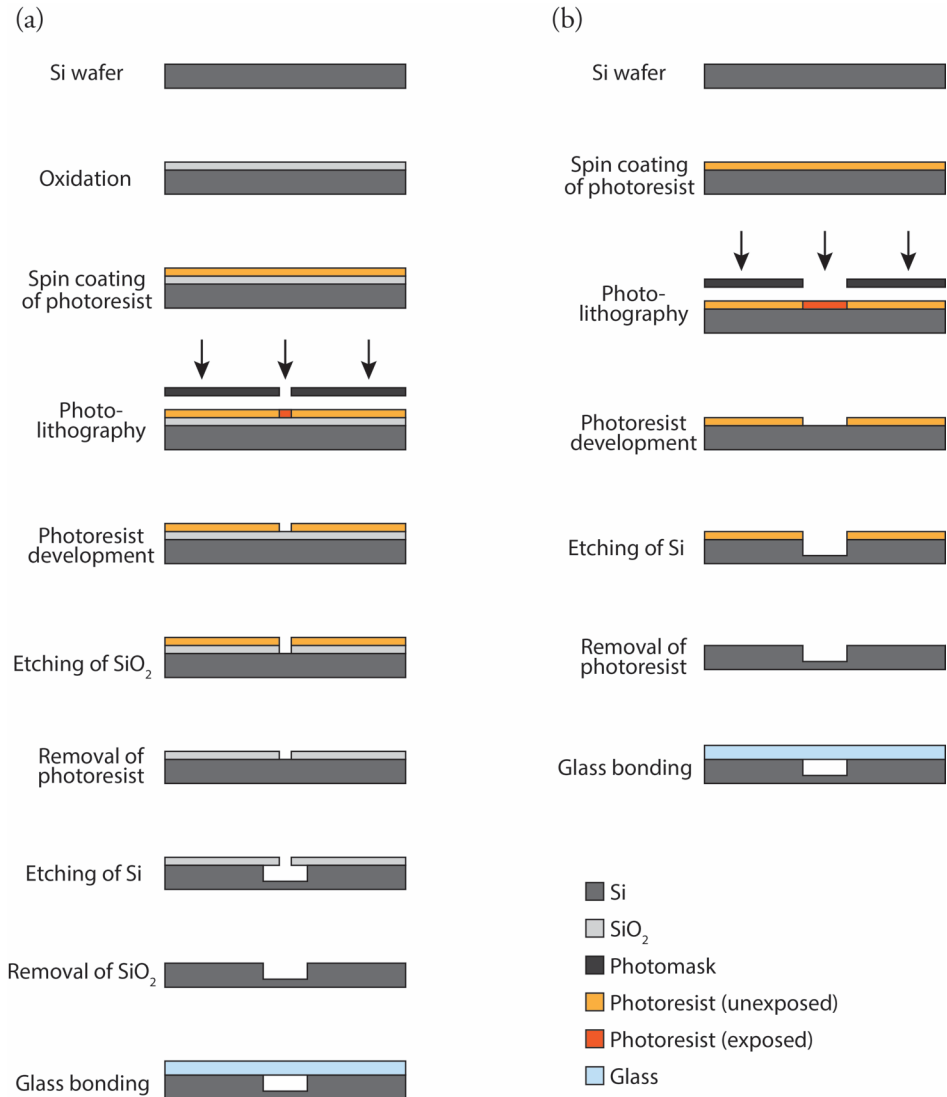 (a)
Si wafer
Oxidation
Spin coating
of photoresist
Photo-
lithography
Photoresist
development
Etching of SiO₂
Removal of
photoresist
Etching of Si
Removal of SiO₂
Glass bonding
(b)
Si wafer
Spin coating
of photoresist
Photo-
lithography
Photoresist
development
Etching of Si
Removal of
photoresist
Glass bonding
Si
SiO₂
Photomask
Photoresist (unexposed)
Photoresist (exposed)
Glass